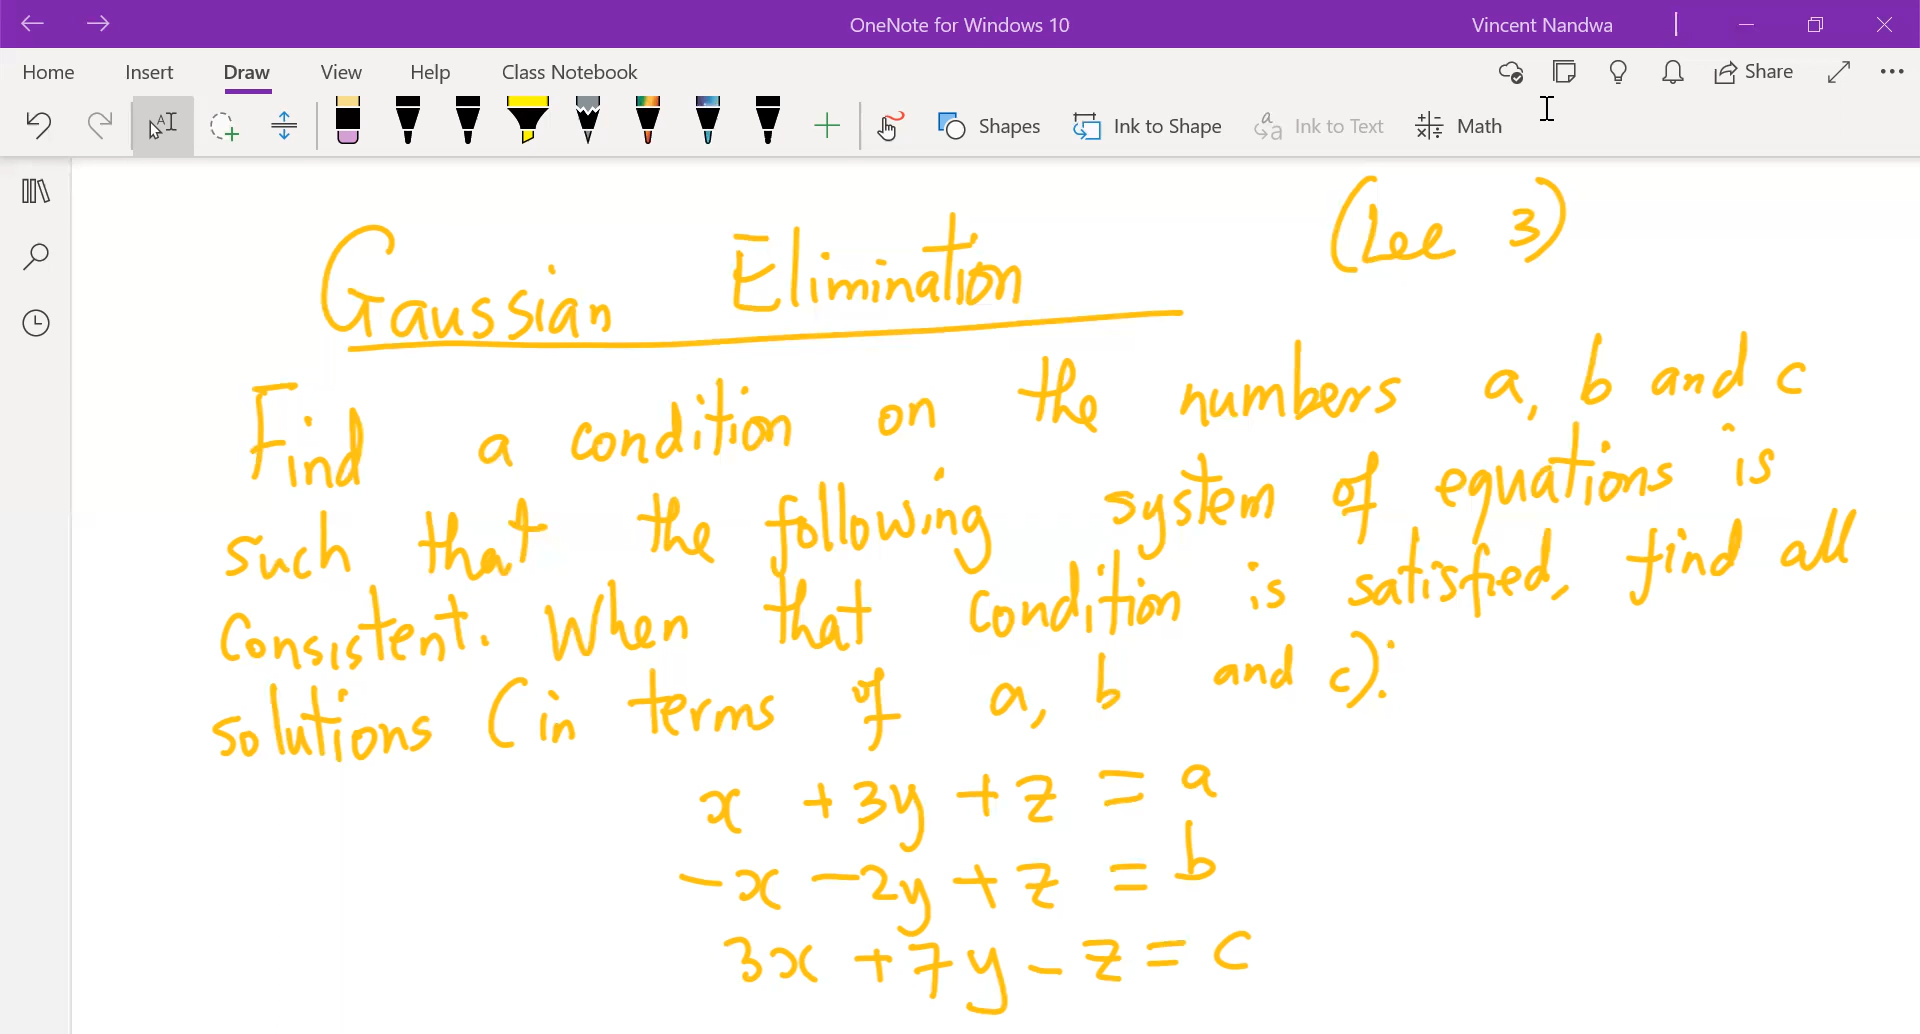 OneNote for Windows 10
Vincent Nandwa
Home Insert Draw View Help Class Notebook Share
Shapes Ink to Shape Ink to Text Math
(Lec 3)
Gaussian Elimination
Find a condition on the numbers a, b and c
such that the following system of equations is
consistent. When that condition is satisfied, find all
solutions (in terms of a, b and c):
x + 3y + z = a
-x - 2y + z = b
3x + 7y - z = c